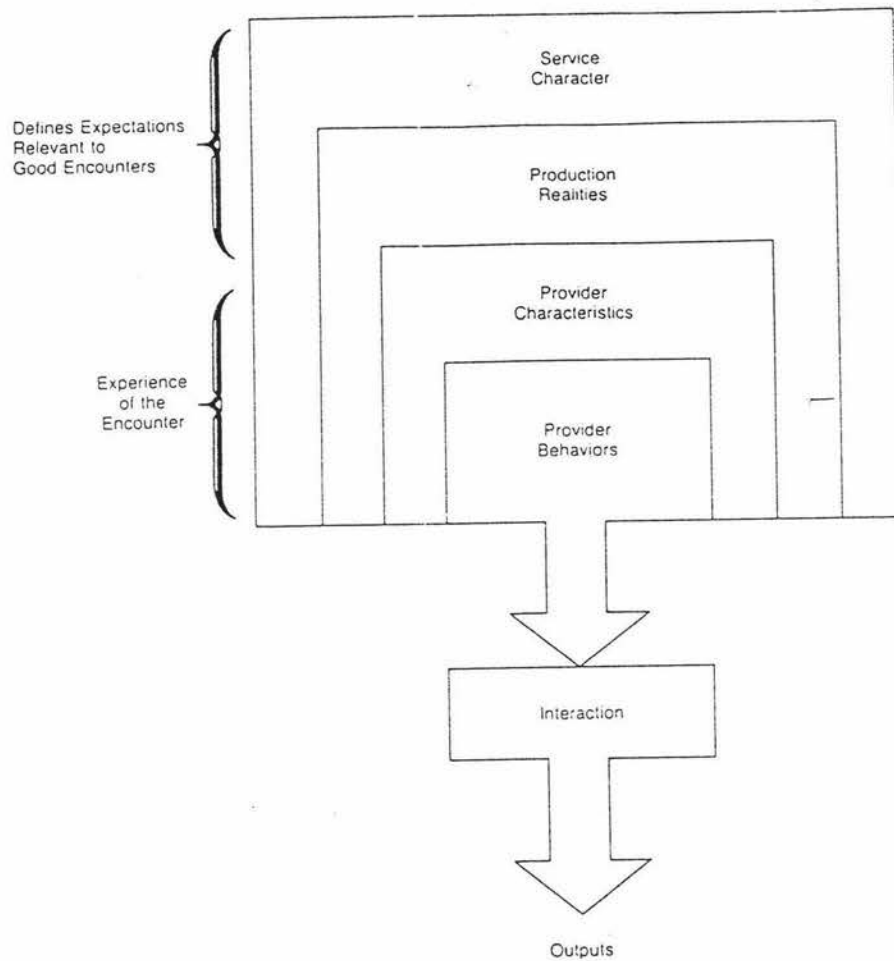 Service
Character
Defines Expectations
Relevant to
Good Encounters
Production
Realities
Provider
Characteristics
Experience
of the
Encounter
Provider
Behaviors
Interaction
Outputs